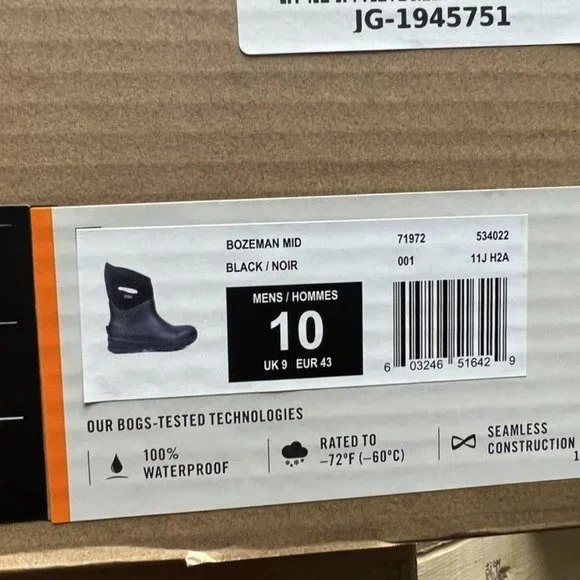 JG-1945751
BOZEMAN MID 71972 534022
BLACK / NOIR 001 11J H2A
MENS / HOMMES
10
UK 9 EUR 43
6 03246 51642 9
OUR BOGS-TESTED TECHNOLOGIES
100%
WATERPROOF
RATED TO
–72°F (–60°C)
SEAMLESS
CONSTRUCTION